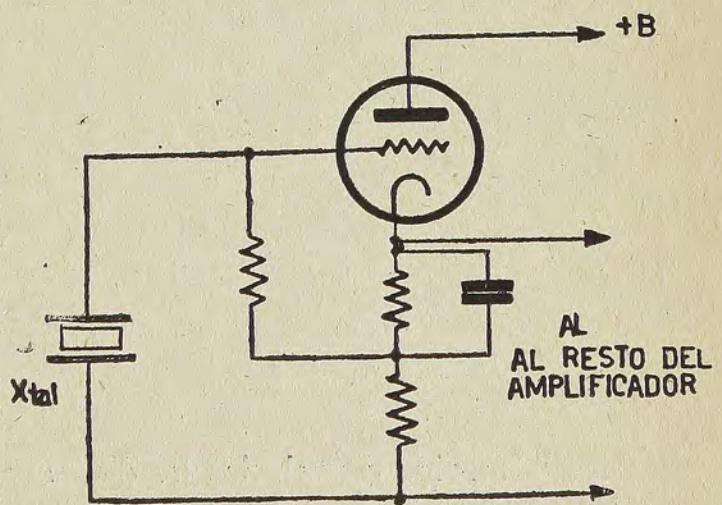 +B
Xtal
AL
AL RESTO DEL
AMPLIFICADOR